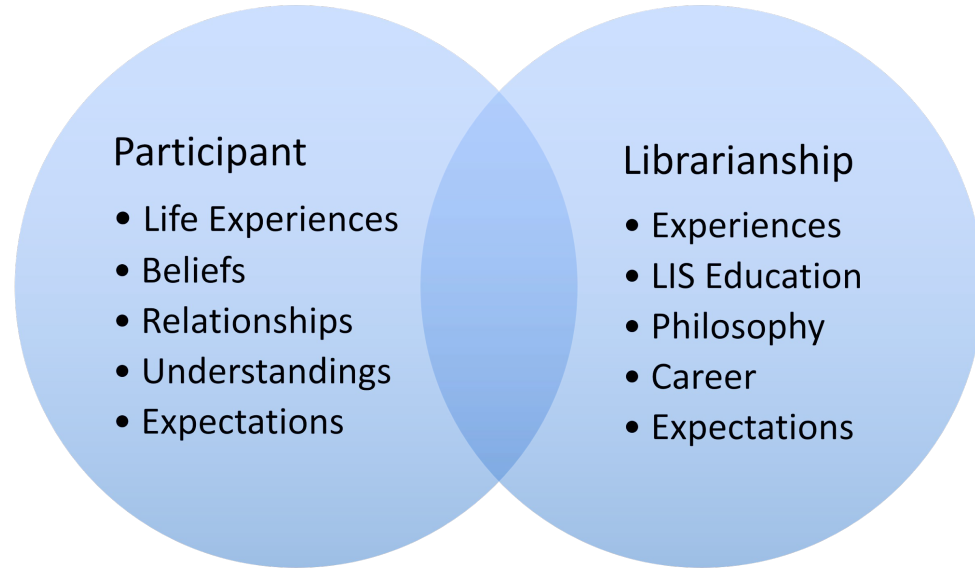 Participant
• Life Experiences
• Beliefs
• Relationships
• Understandings
• Expectations
Librarianship
• Experiences
• LIS Education
• Philosophy
• Career
• Expectations